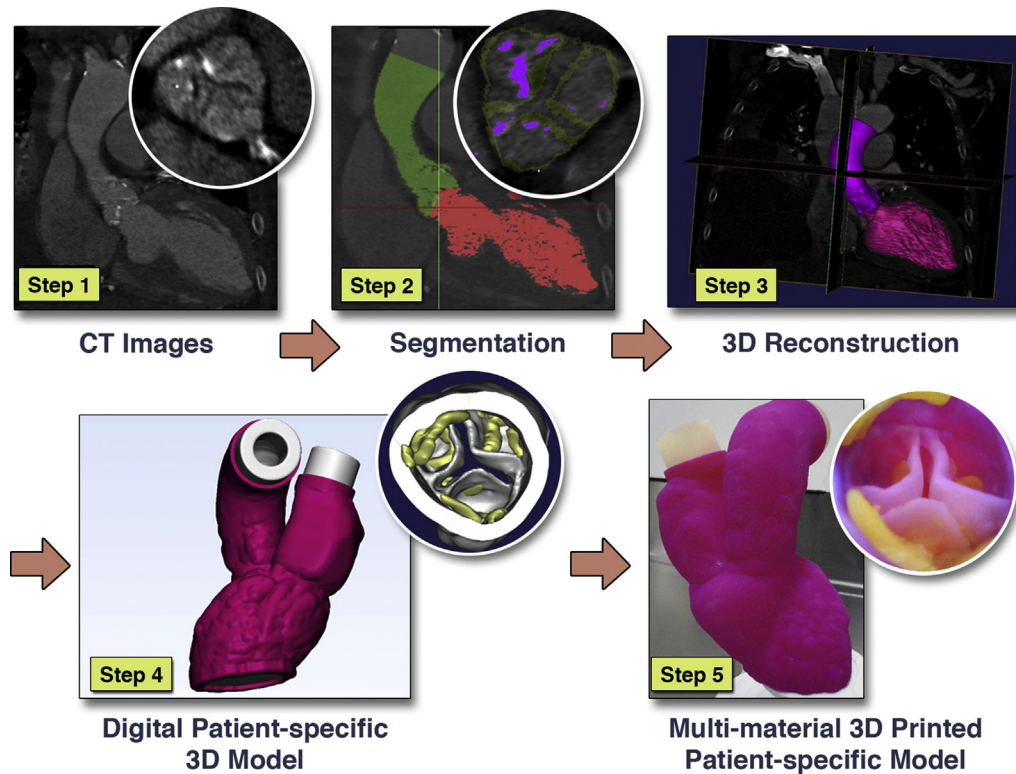 Step 1
Step 2
Step 3
CT Images
Segmentation
3D Reconstruction
Step 4
Step 5
Digital Patient-specific
3D Model
Multi-material 3D Printed
Patient-specific Model